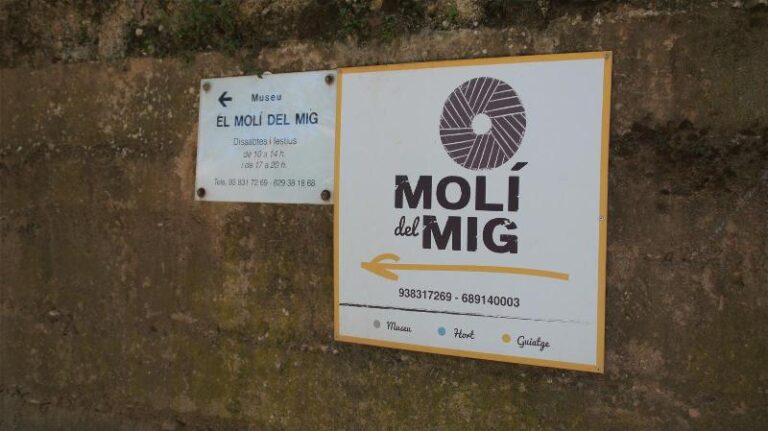 Museu
EL MOLÍ DEL MIG
Dissabtes i festius
de 10 a 14 h.
i de 17 a 20 h.
Tels. 93 831 72 69 - 629 38 18 68
MOLÍ
del MIG
938317269 - 689140003
Museu Hort Guiatge